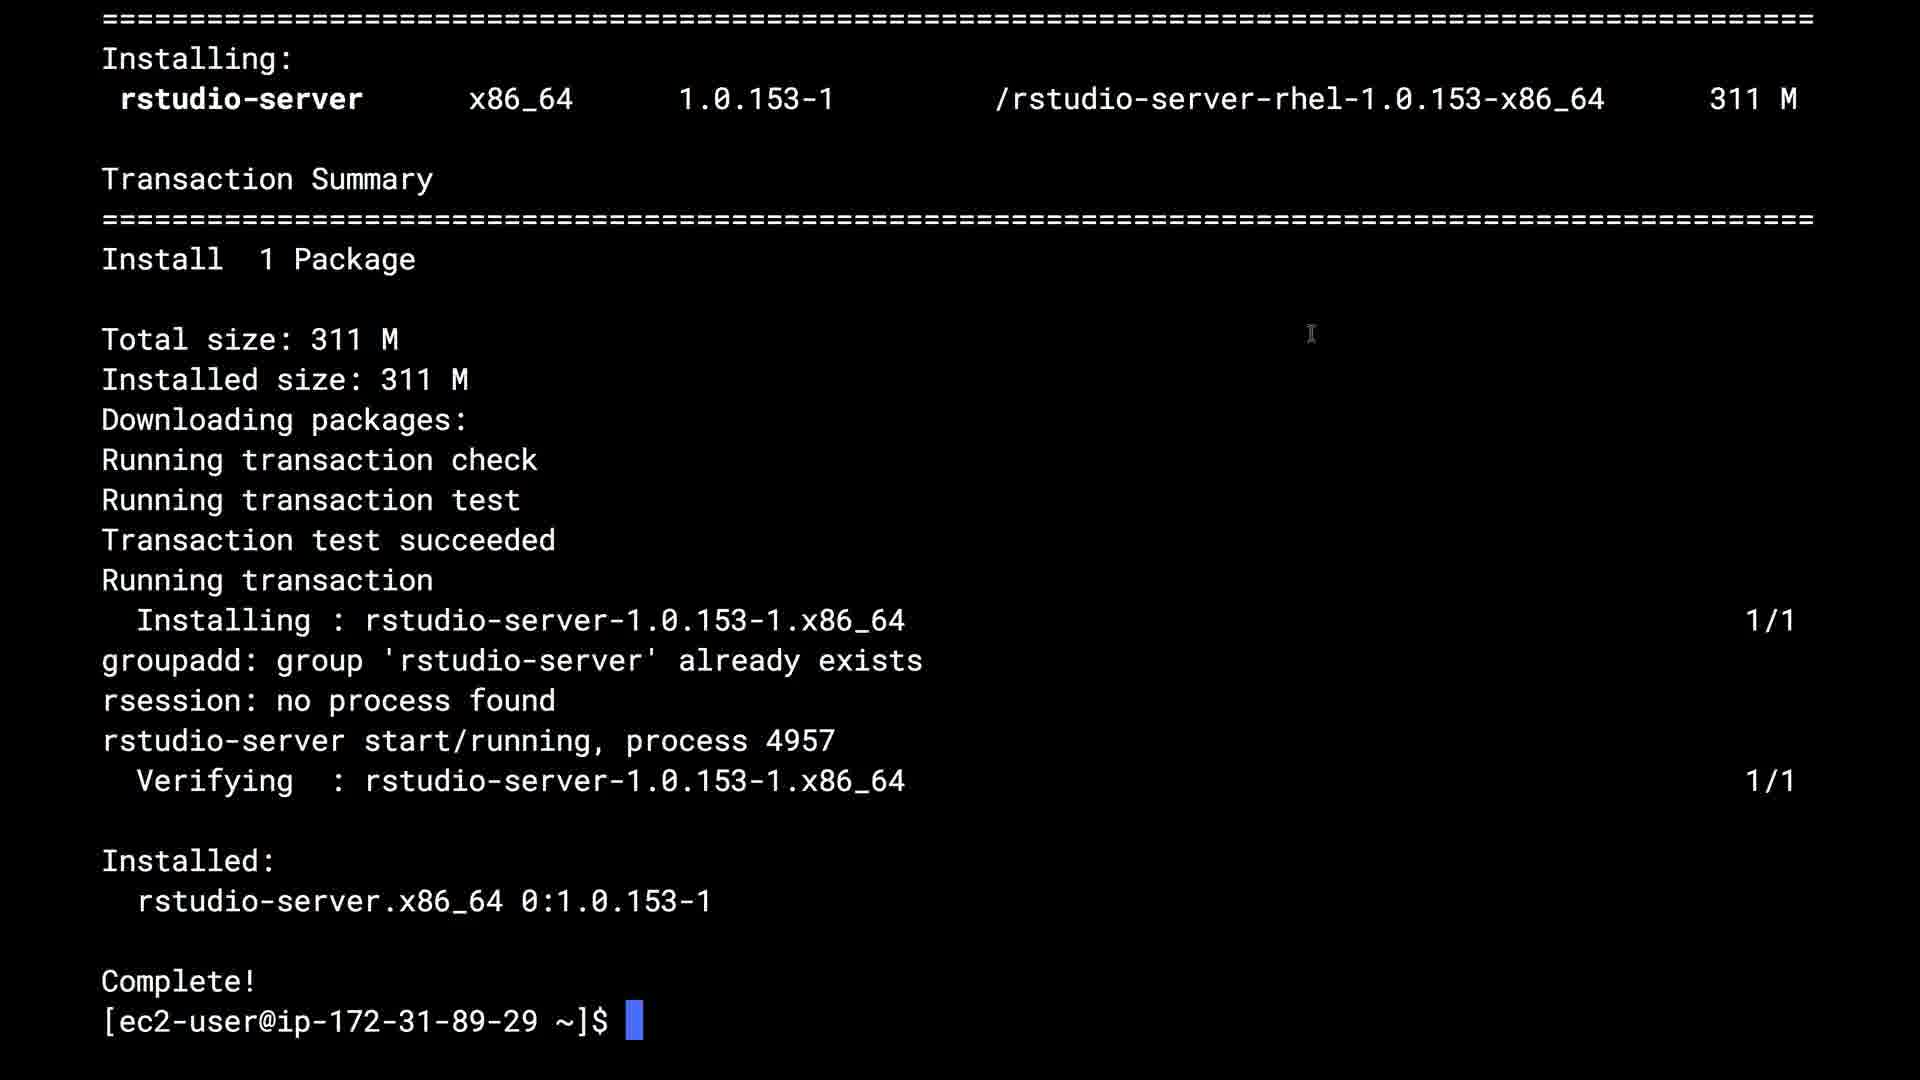 ==================================================================================================
Installing:
 rstudio-server      x86_64      1.0.153-1         /rstudio-server-rhel-1.0.153-x86_64      311 M
Transaction Summary
==================================================================================================
Install  1 Package
Total size: 311 M
Installed size: 311 M
Downloading packages:
Running transaction check
Running transaction test
Transaction test succeeded
Running transaction
  Installing : rstudio-server-1.0.153-1.x86_64                                                1/1
groupadd: group 'rstudio-server' already exists
rsession: no process found
rstudio-server start/running, process 4957
  Verifying  : rstudio-server-1.0.153-1.x86_64                                                1/1
Installed:
  rstudio-server.x86_64 0:1.0.153-1
Complete!
[ec2-user@ip-172-31-89-29 ~]$